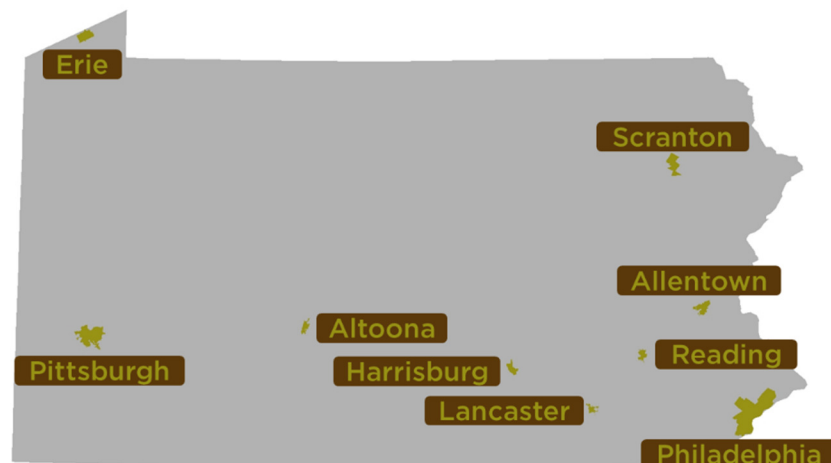 Erie
Scranton
Allentown
Altoona
Pittsburgh
Harrisburg
Reading
Lancaster
Philadelphia